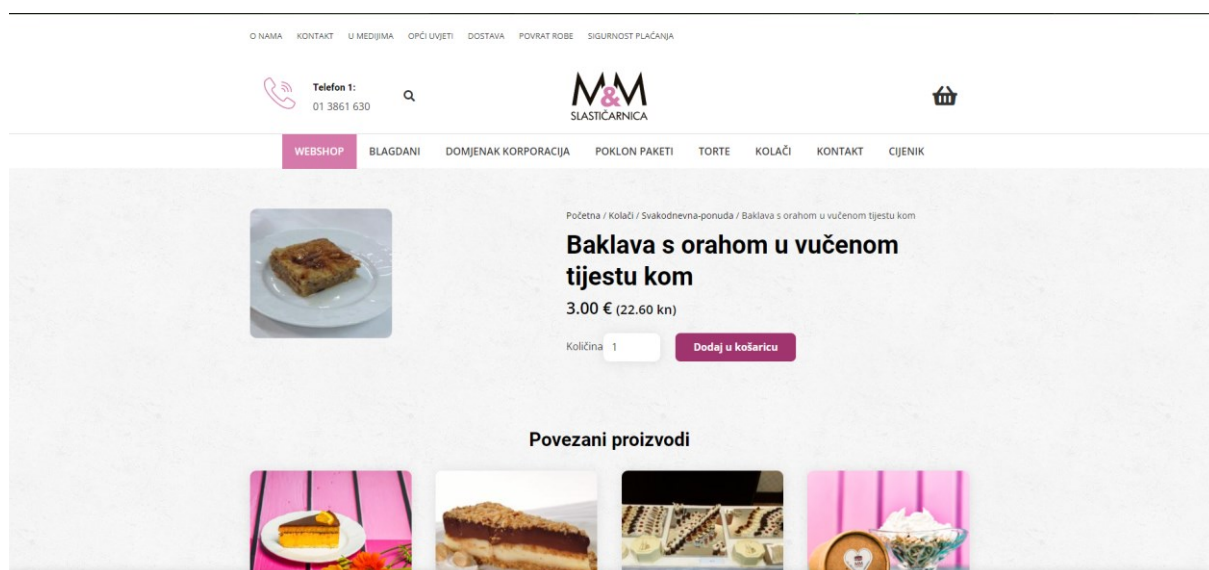 O NAMA KONTAKT U MEDIJIMA OPĆI UVJETI DOSTAVA POVRAT ROBE SIGURNOST PLAĆANJA
Telefon 1:
01 3861 630
M&M
SLASTIČARNICA
WEBSHOP BLAGDANI DOMJENAK KORPORACIJA POKLON PAKETI TORTE KOLAČI KONTAKT CIJENIK
Početna / Kolači / Svakodnevna-ponuda / Baklava s orahom u vučenom tijestu kom
Baklava s orahom u vučenom
tijestu kom
3.00 € (22.60 kn)
Količina 1 Dodaj u košaricu
Povezani proizvodi